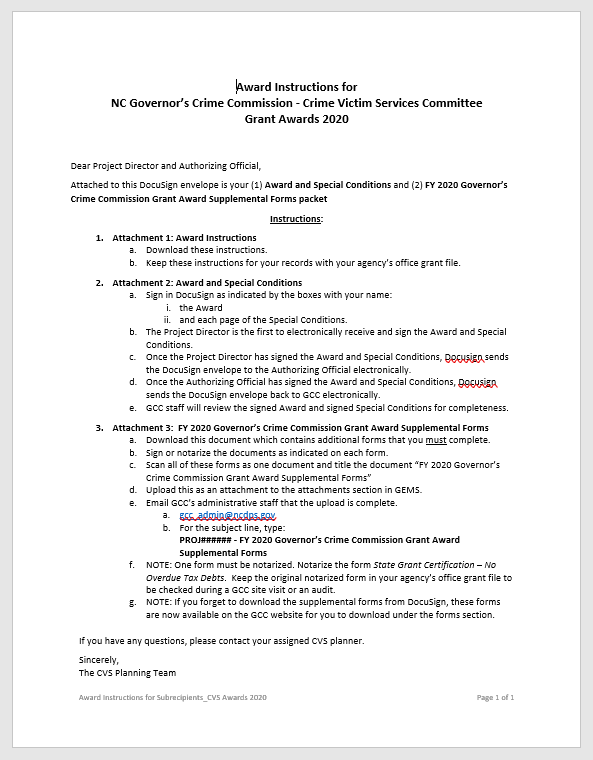 Award Instructions for
NC Governor's Crime Commission - Crime Victim Services Committee
Grant Awards 2020
Dear Project Director and Authorizing Official,
Attached to this DocuSign envelope is your (1) Award and Special Conditions and (2) FY 2020 Governor's
Crime Commission Grant Award Supplemental Forms packet
Instructions:
1. Attachment 1: Award Instructions
a. Download these instructions.
b. Keep these instructions for your records with your agency's office grant file.
2. Attachment 2: Award and Special Conditions
a. Sign in DocuSign as indicated by the boxes with your name:
i. the Award
ii. and each page of the Special Conditions.
b. The Project Director is the first to electronically receive and sign the Award and Special
Conditions.
c. Once the Project Director has signed the Award and Special Conditions, Docusign sends
the DocuSign envelope to the Authorizing Official electronically.
d. Once the Authorizing Official has signed the Award and Special Conditions, Docusign
sends the DocuSign envelope back to GCC electronically.
e. GCC staff will review the signed Award and signed Special Conditions for completeness.
3. Attachment 3: FY 2020 Governor's Crime Commission Grant Award Supplemental Forms
a. Download this document which contains additional forms that you must complete.
b. Sign or notarize the documents as indicated on each form.
c. Scan all of these forms as one document and title the document "FY 2020 Governor's
Crime Commission Grant Award Supplemental Forms"
d. Upload this as an attachment to the attachments section in GEMS.
e. Email GCC's administrative staff that the upload is complete.
a. gcc_admin@ncdps.gov
b. For the subject line, type:
PROJ###### - FY 2020 Governor's Crime Commission Grant Award
Supplemental Forms
f. NOTE: One form must be notarized. Notarize the form State Grant Certification – No
Overdue Tax Debts. Keep the original notarized form in your agency's office grant file to
be checked during a GCC site visit or an audit.
g. NOTE: If you forget to download the supplemental forms from DocuSign, these forms
are now available on the GCC website for you to download under the forms section.
If you have any questions, please contact your assigned CVS planner.
Sincerely,
The CVS Planning Team
Award Instructions for Subrecipients_CVS Awards 2020 Page 1 of 1